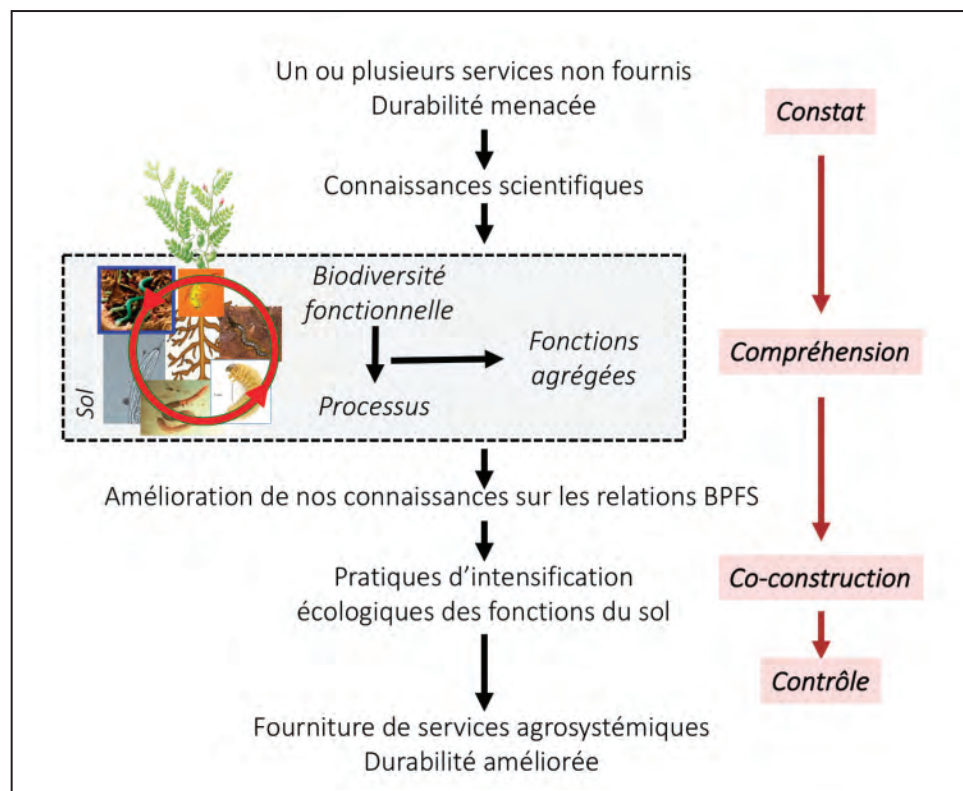 Un ou plusieurs services non fournis
Durabilité menacée
Constat
Connaissances scientifiques
Sol
Biodiversité
fonctionnelle
Processus
Fonctions
agrégées
Compréhension
Amélioration de nos connaissances sur les relations BPFS
Pratiques d'intensification
écologiques des fonctions du sol
Co-construction
Contrôle
Fourniture de services agrosystémiques
Durabilité améliorée